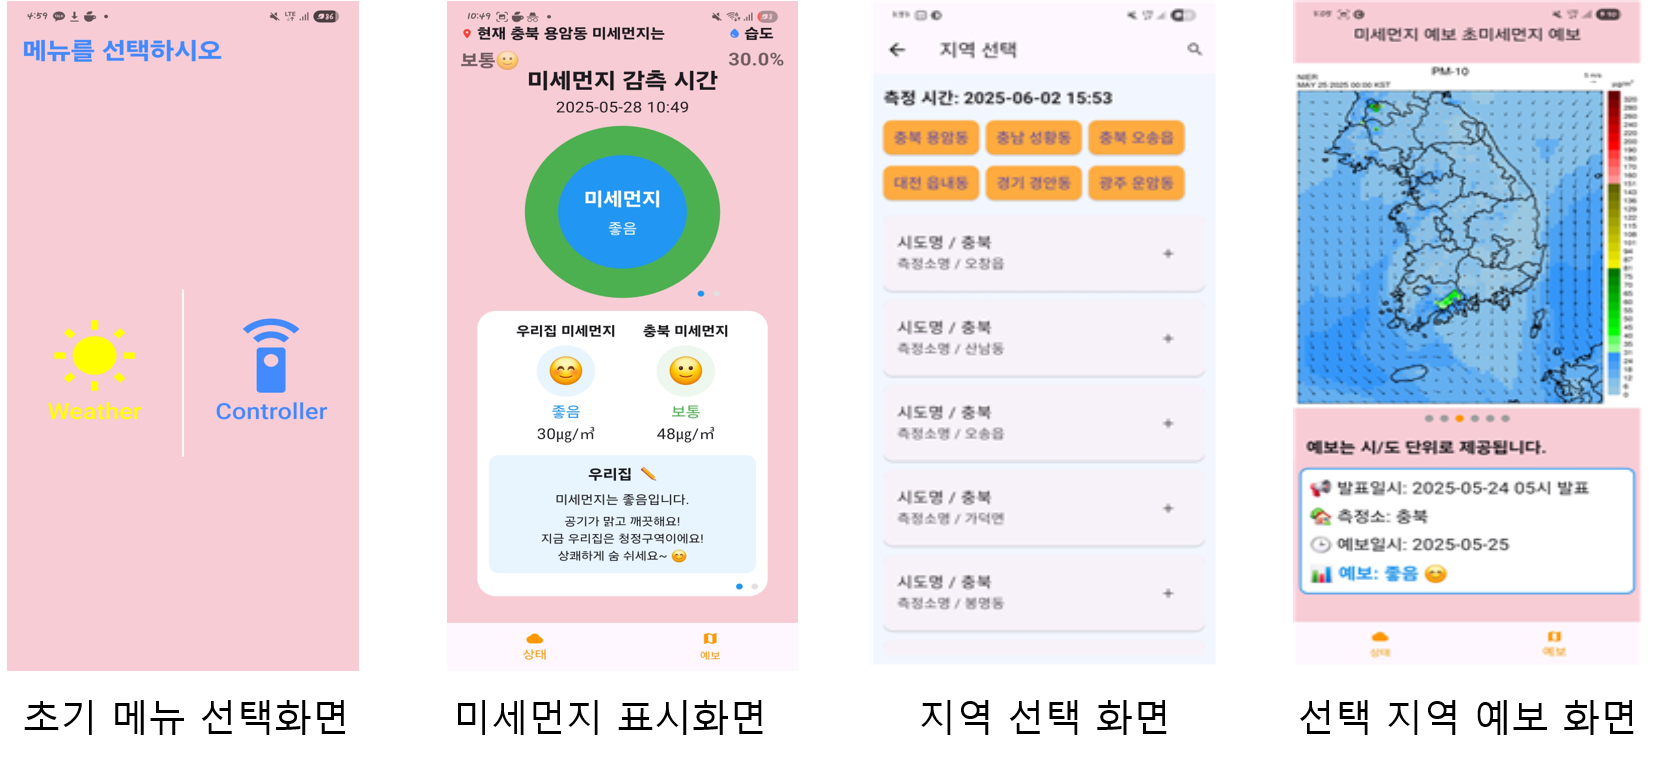 4:59
LTE
86
메뉴를 선택하시오
Weather
Controller
초기 메뉴 선택화면
10:49
현재 충북 용암동 미세먼지는
습도
보통
30.0%
미세먼지 감측 시간
2025-05-28 10:49
미세먼지
좋음
우리집 미세먼지
충북 미세먼지
좋음
보통
30μg/㎥
48μg/㎥
우리집
미세먼지는 좋음입니다.
공기가 맑고 깨끗해요!
지금 우리집은 청정구역이에요!
상쾌하게 숨 쉬세요~
상태
예보
미세먼지 표시화면
지역 선택
측정 시간: 2025-06-02 15:53
충북 용암동
충남 성황동
충북 오송읍
대전 읍내동
경기 경안동
광주 운암동
시도명 / 충북
측정소명 / 오창읍
시도명 / 충북
측정소명 / 산남동
시도명 / 충북
측정소명 / 오송읍
시도명 / 충북
측정소명 / 가덕면
시도명 / 충북
측정소명 / 봉명동
지역 선택 화면
미세먼지 예보 초미세먼지 예보
PM-10
NIER
MAY 25 2025 00:00 KST
5 m/s
예보는 시/도 단위로 제공됩니다.
발표일시: 2025-05-24 05시 발표
측정소: 충북
예보일시: 2025-05-25
예보: 좋음
상태
예보
선택 지역 예보 화면